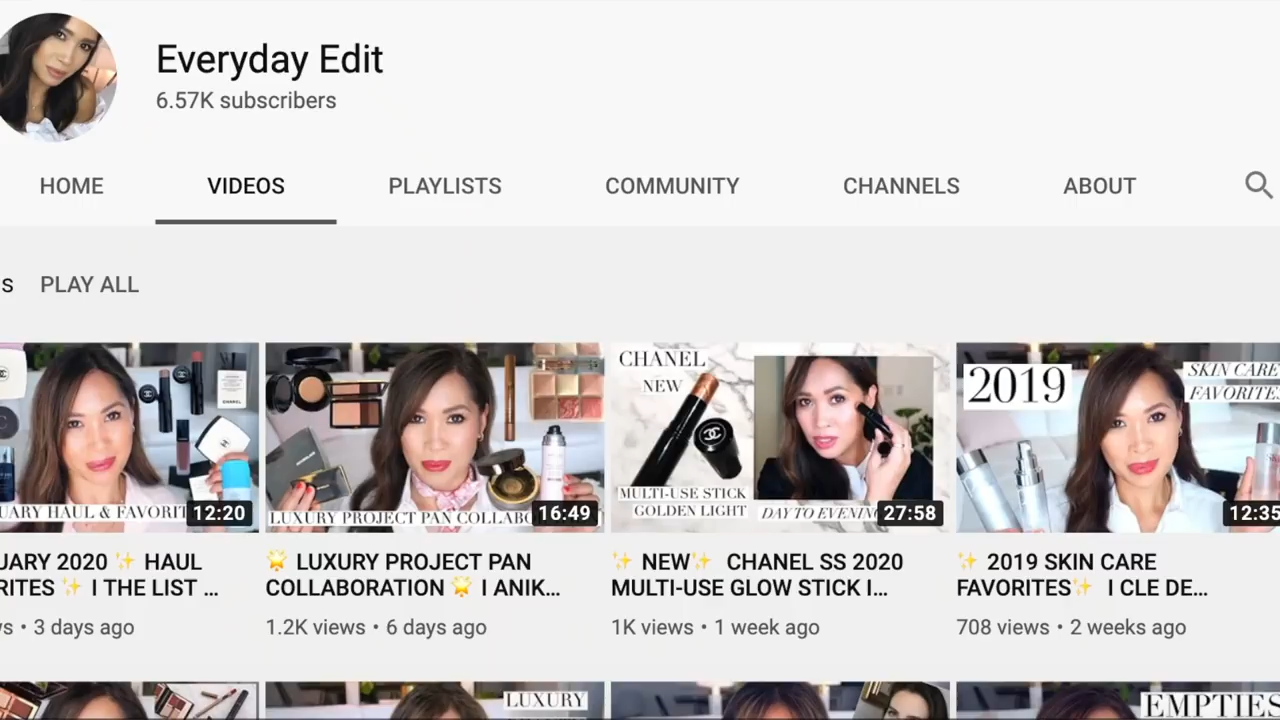 Everyday Edit
6.57K subscribers
HOME VIDEOS PLAYLISTS COMMUNITY CHANNELS ABOUT
s PLAY ALL
UARY HAUL & FAVORIT 12:20
LUXURY PROJECT PAN COLLABO 16:49
CHANEL
NEW
MULTI-USE STICK
GOLDEN LIGHT
DAY TO EVENING 27:58
2019
SKIN CARE
FAVORITES
12:35
UARY 2020 ✨ HAUL
RITES ✨ I THE LIST ...
🌟 LUXURY PROJECT PAN
COLLABORATION 🌟 I ANIK...
✨ NEW✨ CHANEL SS 2020
MULTI-USE GLOW STICK I...
✨ 2019 SKIN CARE
FAVORITES✨ I CLE DE...
vs • 3 days ago
1.2K views • 6 days ago
1K views • 1 week ago
708 views • 2 weeks ago
LUXURY
EMPTIES